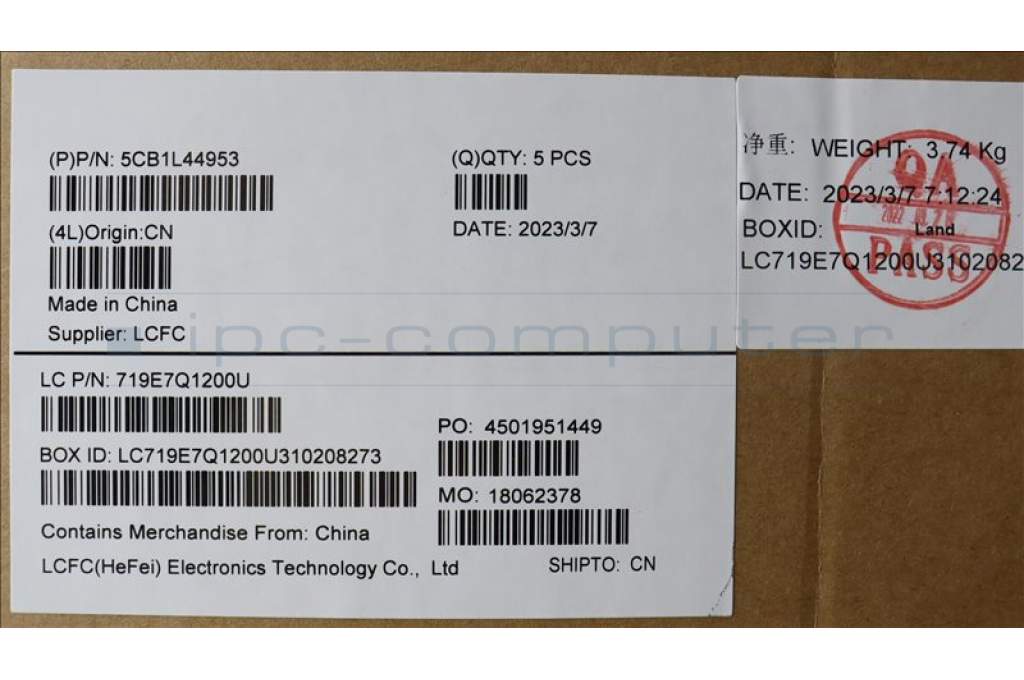 (P)P/N: 5CB1L44953
(Q)QTY: 5 PCS
(4L)Origin:CN
DATE: 2023/3/7
Made in China
Supplier: LCFC
净重: WEIGHT: 3.74 Kg
DATE: 2023/3/7 7:12:24
BOXID: Land
LC719E7Q1200U3102082
QA
PASS
ipc-computer
LC P/N: 719E7Q1200U
PO: 4501951449
BOX ID: LC719E7Q1200U310208273
MO: 18062378
Contains Merchandise From: China
LCFC(HeFei) Electronics Technology Co., Ltd
SHIPTO: CN